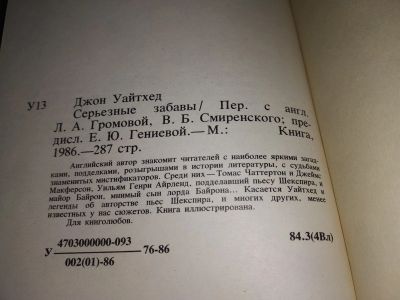 У13
Джон Уайтхед
Серьезные забавы / Пер. с англ.
Л. А. Громовой, В. Б. Смиренского; пре-
дисл. Е. Ю. Гениевой.—М.: Книга,
1986.—287 стр.
Английский автор знакомит читателей с наиболее яркими загад-
ками, подделками, розыгрышами в истории литературы, с судьбами
знаменитых мистификаторов. Среди них — Томас Чаттертон и Джеймс
Макферсон, Уильям Генри Айрленд, подделавший пьесу Шекспира, и
майор Байрон, мнимый сын лорда Байрона... Касается Уайтхед и
легенды об авторстве пьес Шекспира, и многих других, менее
известных у нас сюжетов. Книга иллюстрирована.
Для книголюбов.
У 4703000000-093 76-86
002(01)-86
84.3(4Вл)